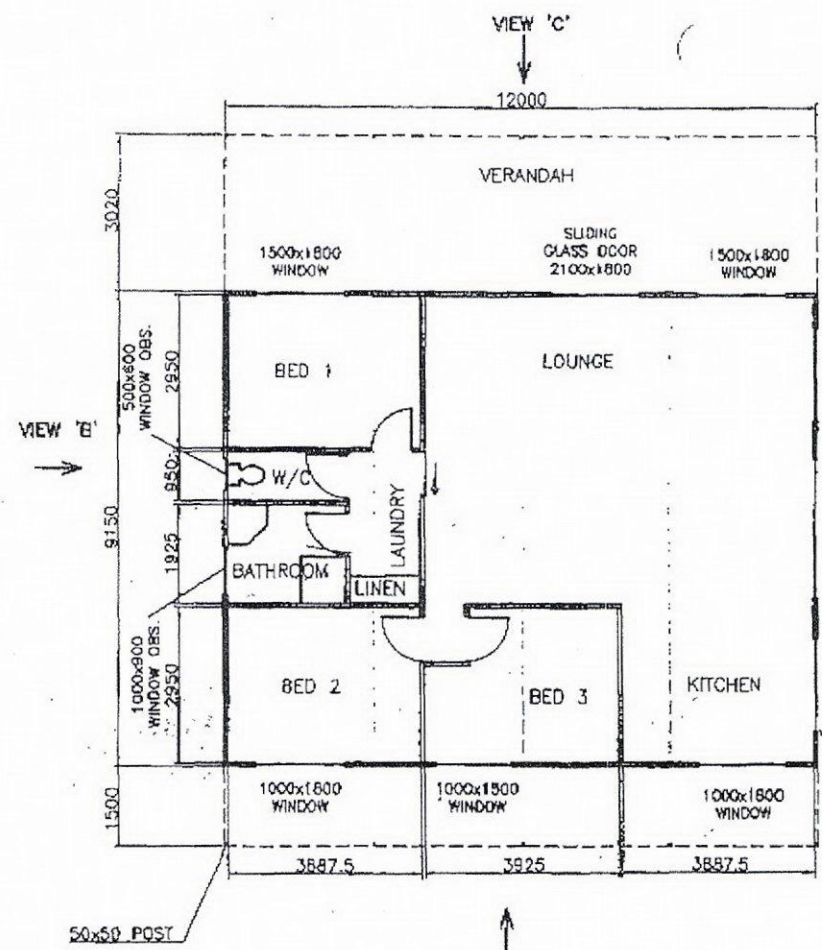 VIEW 'C'
12000
VERANDAH
3020
1500x1800
WINDOW
SLIDING
GLASS DOOR
2100x1800
1500x1800
WINDOW
500x600
WINDOW OBS.
2950
BED 1
LOUNGE
VIEW 'B'
950
W/C
9150
1925
LAUNDRY
BATHROOM
LINEN
1000x900
WINDOW OBS.
2950
BED 2
BED 3
KITCHEN
1500
1000x1800
WINDOW
1000x1500
WINDOW
1000x1800
WINDOW
3887.5
3925
3887.5
50x50 POST